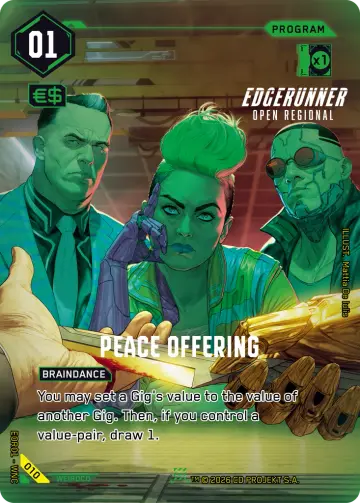 PROGRAM
01
x1
€$
EDGERUNNER
OPEN REGIONAL
PEACE OFFERING
BRAINDANCE
You may set a Gig's value to the value of
another Gig. Then, if you control a
value-pair, draw 1.
010
™ © 2026 CD PROJEKT S.A.